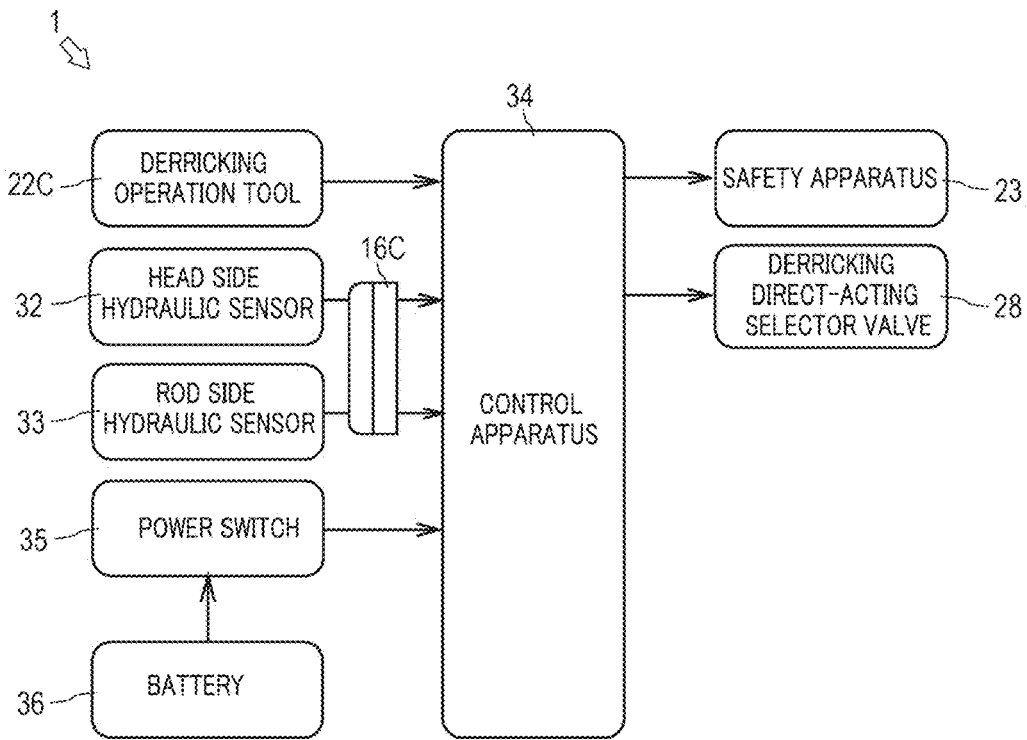 1
34
DERRICKING
OPERATION TOOL
22C
SAFETY APPARATUS
23
16C
HEAD SIDE
HYDRAULIC SENSOR
32
DERRICKING
DIRECT-ACTING
SELECTOR VALVE
28
ROD SIDE
HYDRAULIC SENSOR
33
CONTROL
APPARATUS
POWER SWITCH
35
BATTERY
36